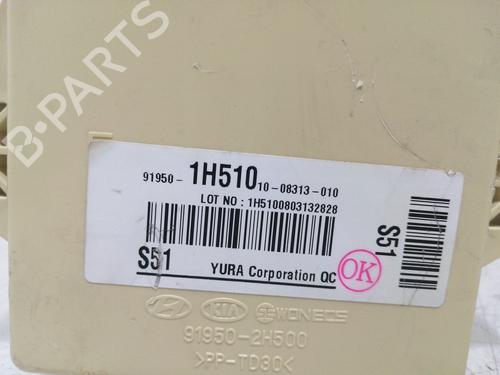 91950- 1H510 10-08313-010
LOT NO : 1H5100803132828
S51
S51 YURA Corporation QC
OK
KIA WONECS
91950-2H500
>PP-TD30<